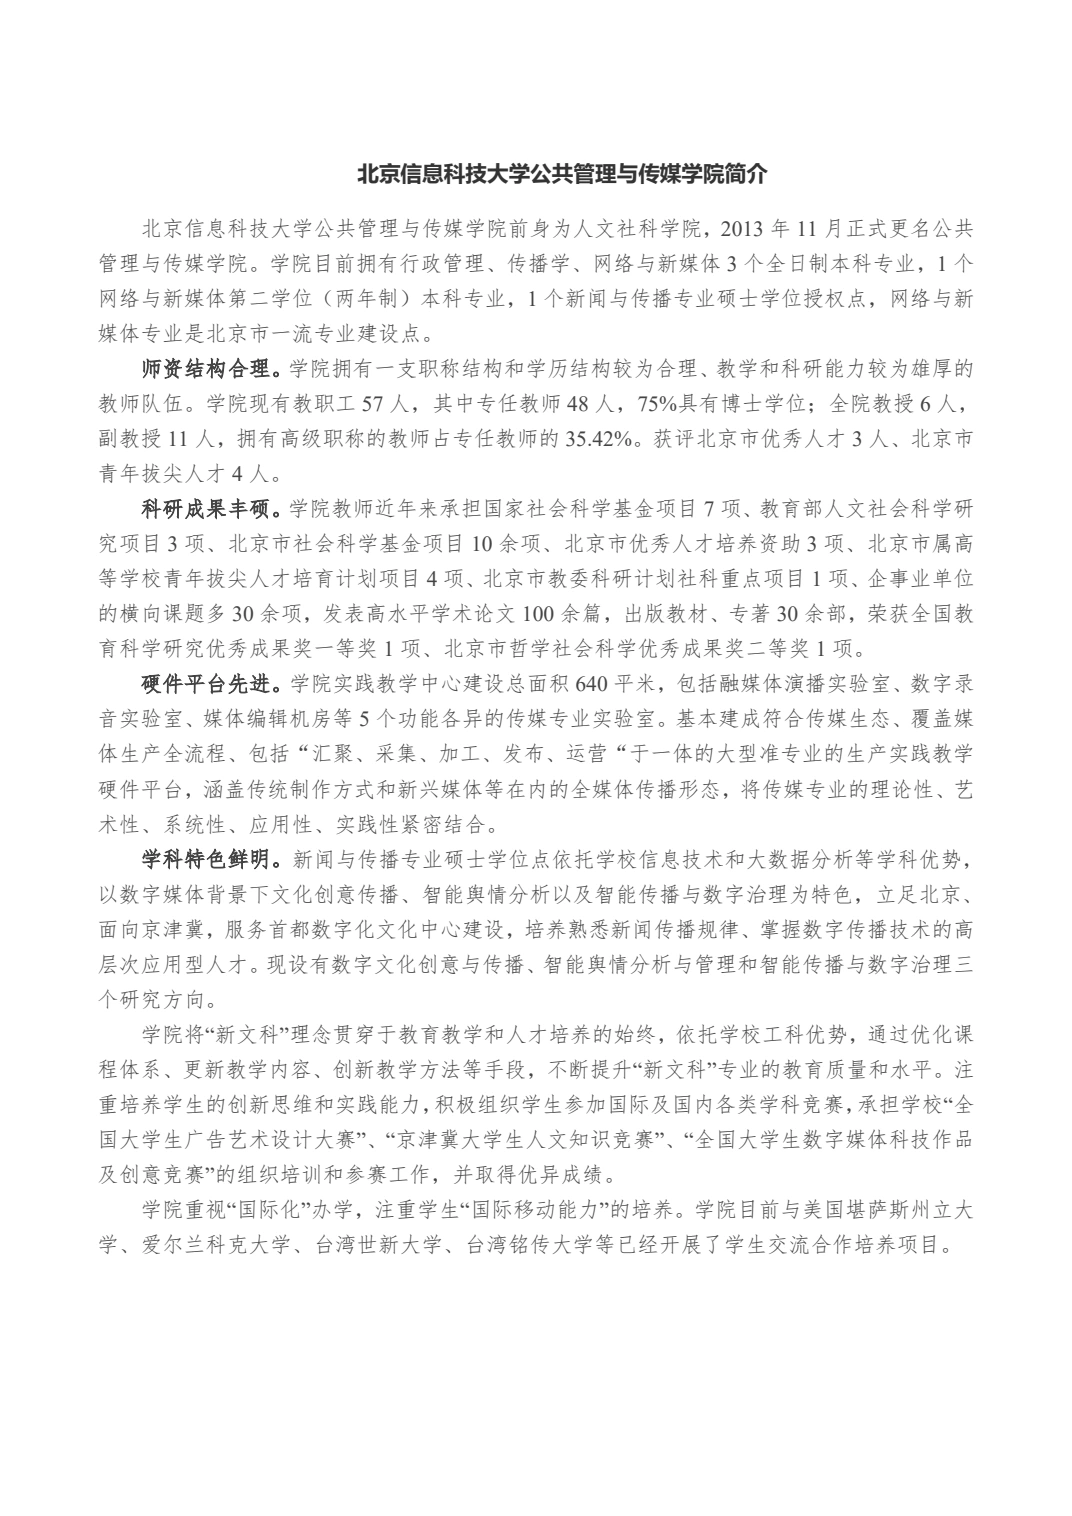 北京信息科技大学公共管理与传媒学院简介
北京信息科技大学公共管理与传媒学院前身为人文社科学院，2013 年 11 月正式更名公共
管理与传媒学院。学院目前拥有行政管理、传播学、网络与新媒体 3 个全日制本科专业，1 个
网络与新媒体第二学位（两年制）本科专业，1 个新闻与传播专业硕士学位授权点，网络与新
媒体专业是北京市一流专业建设点。
师资结构合理。学院拥有一支职称结构和学历结构较为合理、教学和科研能力较为雄厚的
教师队伍。学院现有教职工 57 人，其中专任教师 48 人，75%具有博士学位；全院教授 6 人，
副教授 11 人，拥有高级职称的教师占专任教师的 35.42%。获评北京市优秀人才 3 人、北京市
青年拔尖人才 4 人。
科研成果丰硕。学院教师近年来承担国家社会科学基金项目 7 项、教育部人文社会科学研
究项目 3 项、北京市社会科学基金项目 10 余项、北京市优秀人才培养资助 3 项、北京市属高
等学校青年拔尖人才培育计划项目 4 项、北京市教委科研计划社科重点项目 1 项、企事业单位
的横向课题多 30 余项，发表高水平学术论文 100 余篇，出版教材、专著 30 余部，荣获全国教
育科学研究优秀成果奖一等奖 1 项、北京市哲学社会科学优秀成果奖二等奖 1 项。
硬件平台先进。学院实践教学中心建设总面积 640 平米，包括融媒体演播实验室、数字录
音实验室、媒体编辑机房等 5 个功能各异的传媒专业实验室。基本建成符合传媒生态、覆盖媒
体生产全流程、包括“汇聚、采集、加工、发布、运营“于一体的大型准专业的生产实践教学
硬件平台，涵盖传统制作方式和新兴媒体等在内的全媒体传播形态，将传媒专业的理论性、艺
术性、系统性、应用性、实践性紧密结合。
学科特色鲜明。新闻与传播专业硕士学位点依托学校信息技术和大数据分析等学科优势，
以数字媒体背景下文化创意传播、智能舆情分析以及智能传播与数字治理为特色，立足北京、
面向京津冀，服务首都数字化文化中心建设，培养熟悉新闻传播规律、掌握数字传播技术的高
层次应用型人才。现设有数字文化创意与传播、智能舆情分析与管理和智能传播与数字治理三
个研究方向。
学院将“新文科”理念贯穿于教育教学和人才培养的始终，依托学校工科优势，通过优化课
程体系、更新教学内容、创新教学方法等手段，不断提升“新文科”专业的教育质量和水平。注
重培养学生的创新思维和实践能力，积极组织学生参加国际及国内各类学科竞赛，承担学校“全
国大学生广告艺术设计大赛”、“京津冀大学生人文知识竞赛”、“全国大学生数字媒体科技作品
及创意竞赛”的组织培训和参赛工作，并取得优异成绩。
学院重视“国际化”办学，注重学生“国际移动能力”的培养。学院目前与美国堪萨斯州立大
学、爱尔兰科克大学、台湾世新大学、台湾铭传大学等已经开展了学生交流合作培养项目。